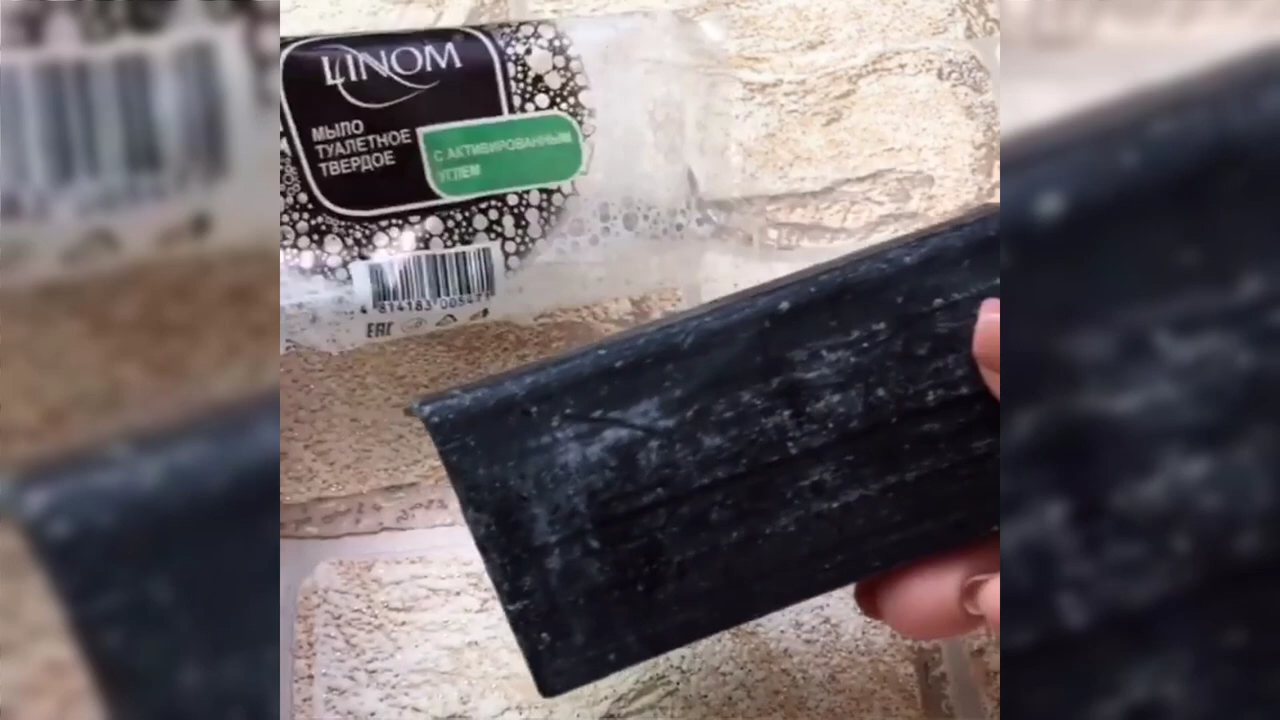 LINOM
МЫЛО
ТУАЛЕТНОЕ
ТВЕРДОЕ
С АКТИВИРОВАННЫМ
УГЛЕМ
EAC